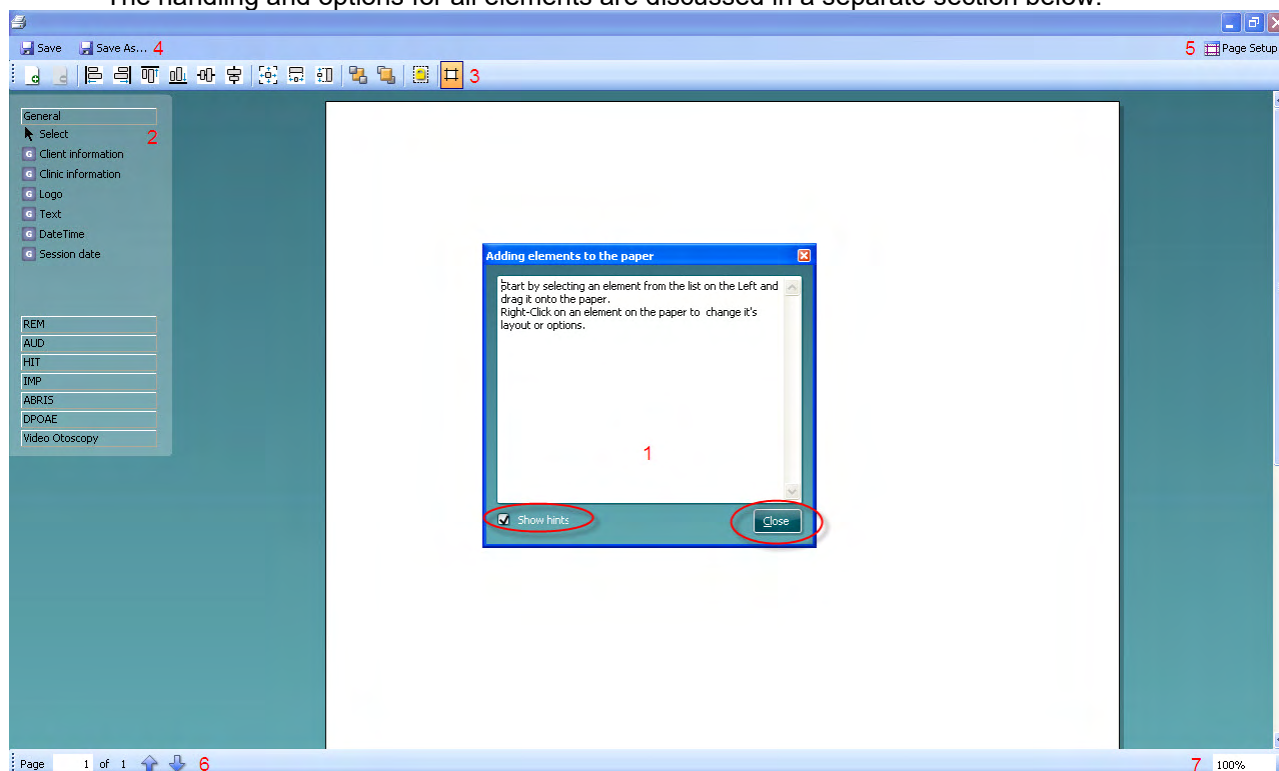 The handling and options for all elements are discussed in a separate section below.
Save Save As... 4
5 Page Setup
3
General
Select
2
Client information
Clinic information
Logo
Text
DateTime
Session date
REM
AUD
HIT
IMP
ABRIS
DPOAE
Video Otoscopy
Adding elements to the paper
Start by selecting an element from the list on the Left and
drag it onto the paper.
Right-Click on an element on the paper to change it's
layout or options.
1
Show hints
Close
Page 1 of 1 6
7 100%